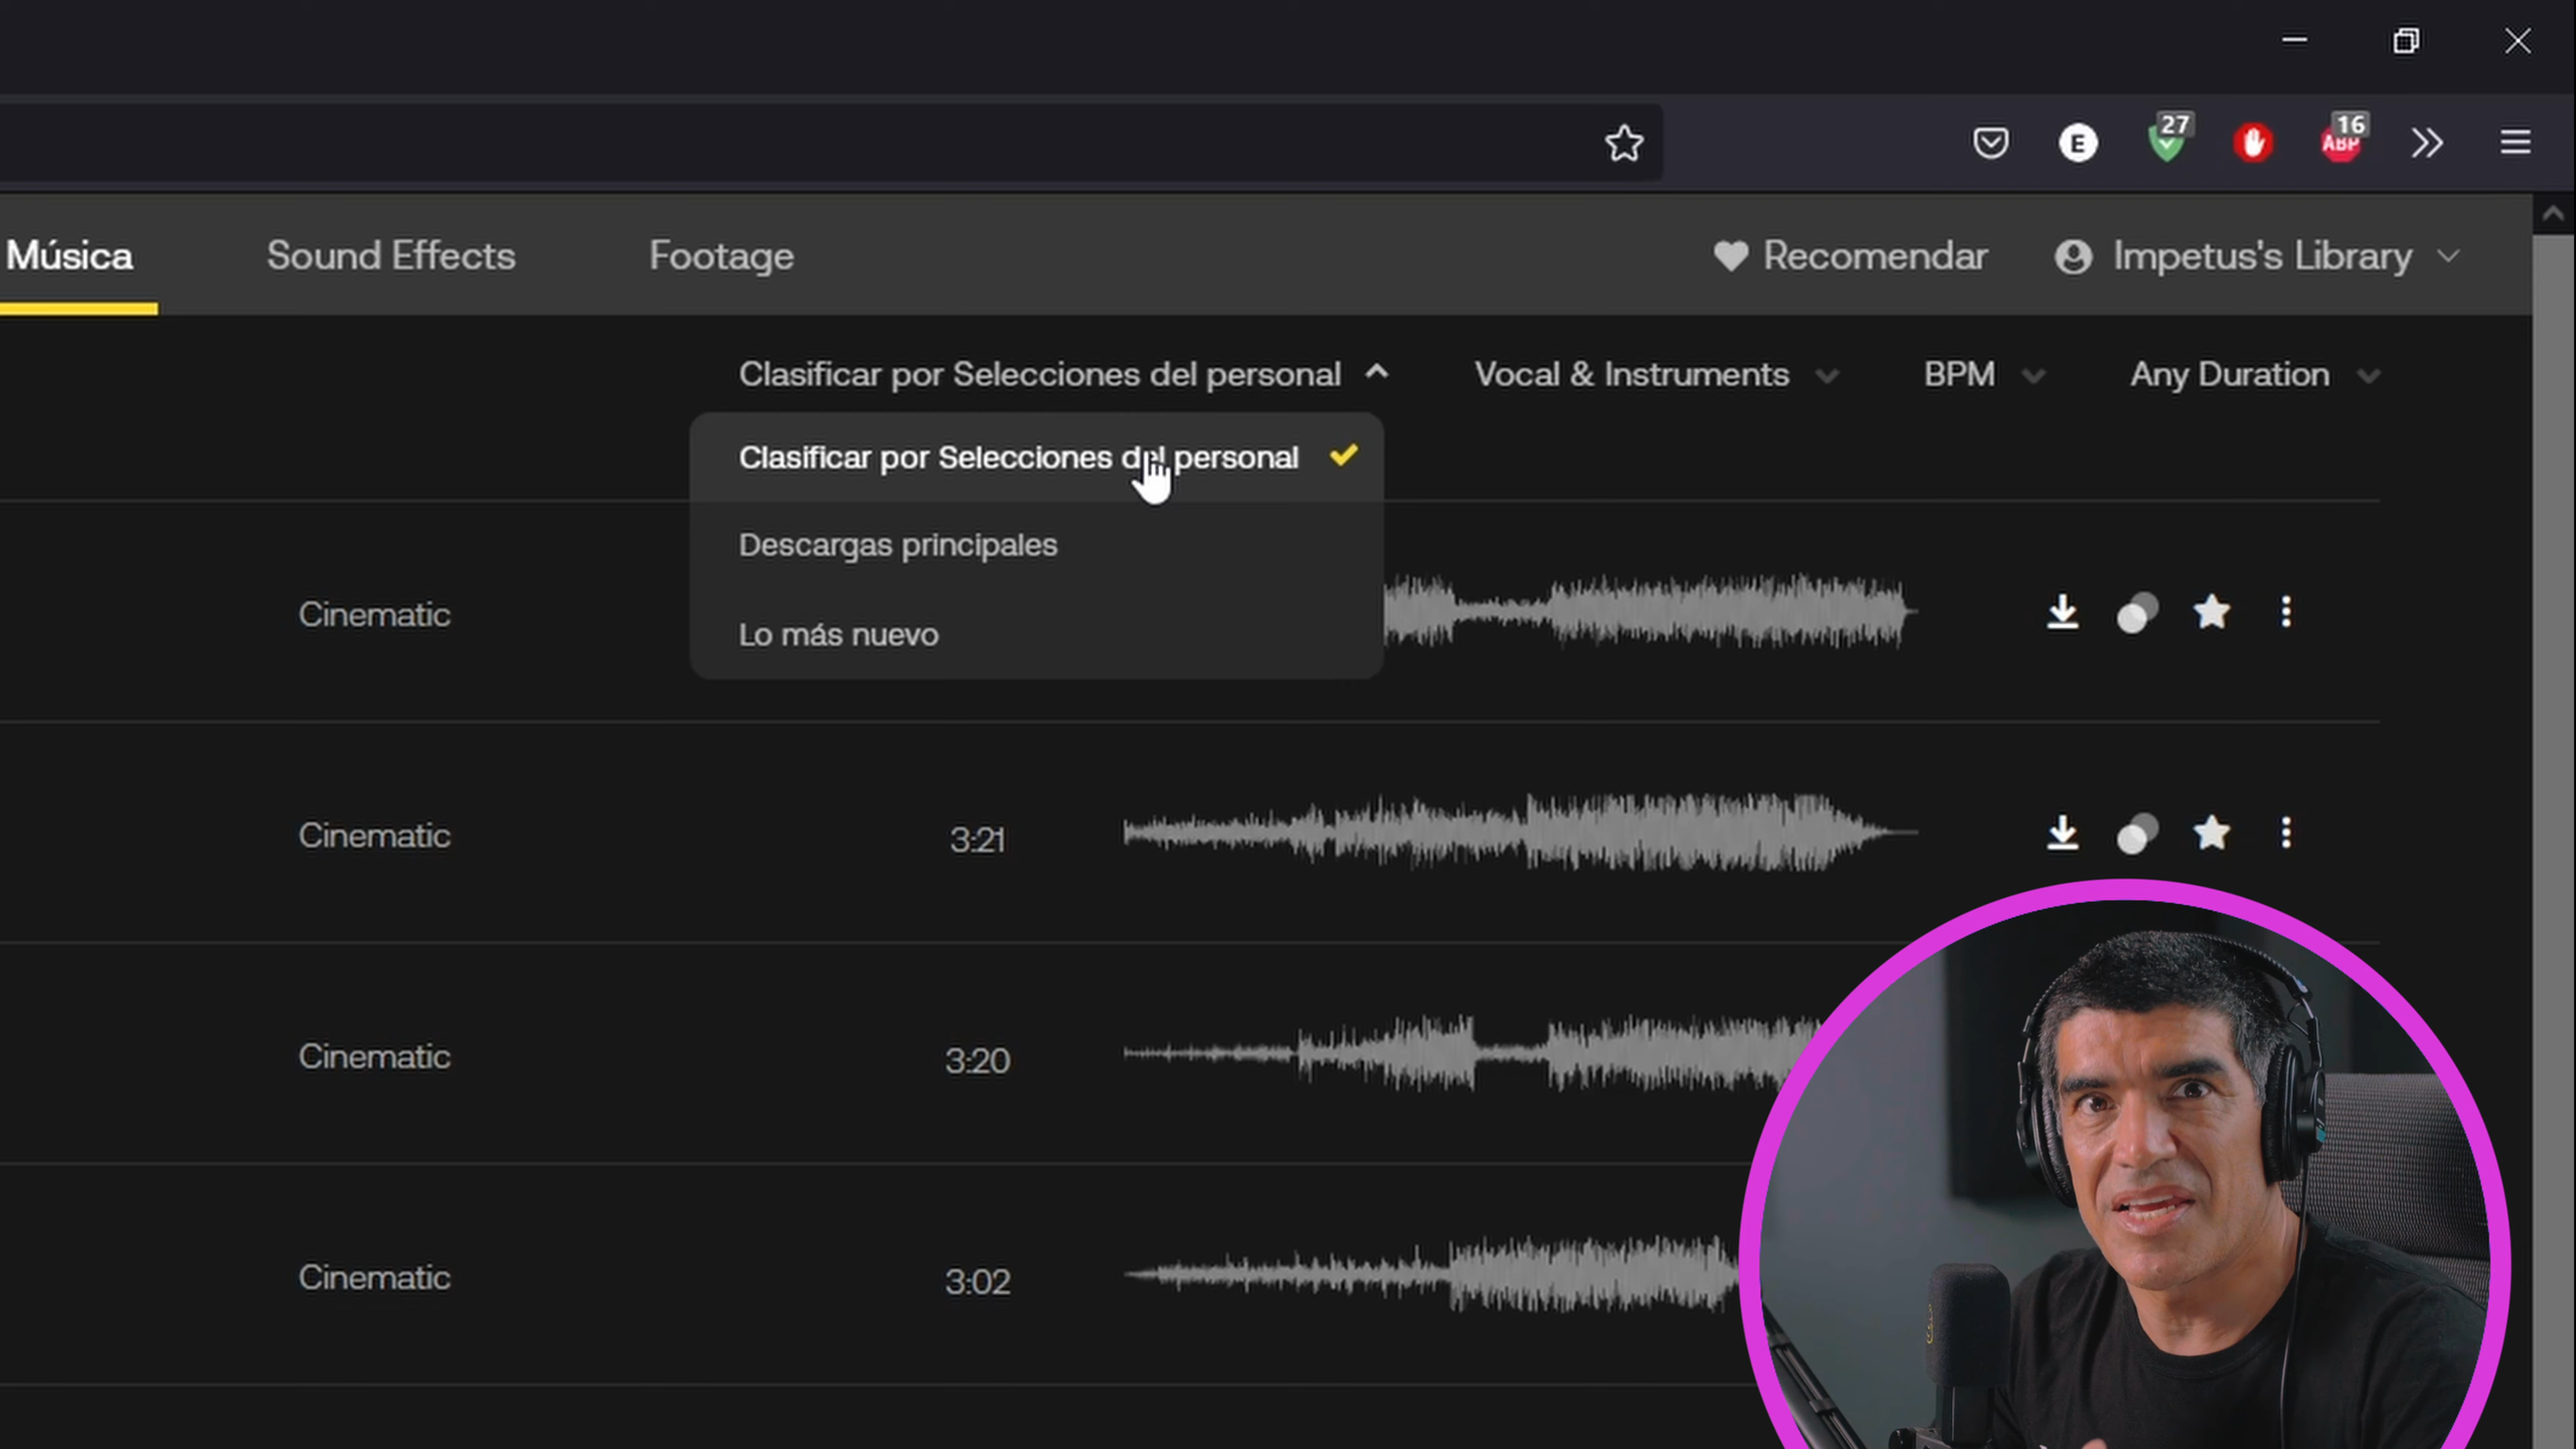 E
27
16
ABP
Música
Sound Effects
Footage
Recomendar
Impetus's Library
Clasificar por Selecciones del personal
Vocal & Instruments
BPM
Any Duration
Clasificar por Selecciones del personal
Descargas principales
Lo más nuevo
Cinematic
Cinematic
3:21
Cinematic
3:20
Cinematic
3:02